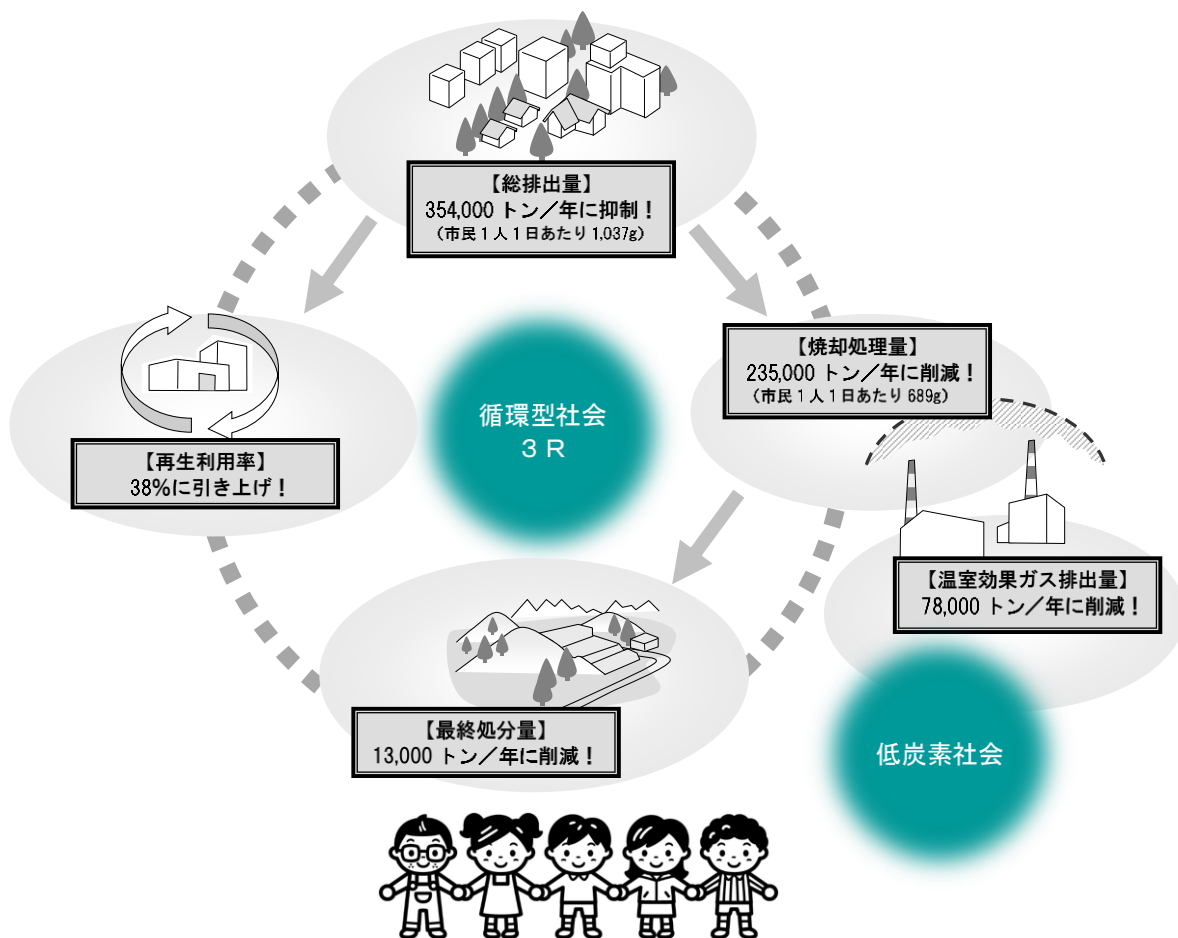 【総排出量】
354,000 トン／年に抑制！
（市民１人１日あたり 1,037g）
【焼却処理量】
235,000 トン／年に削減！
（市民１人１日あたり 689g）
循環型社会
３Ｒ
【再生利用率】
38%に引き上げ！
【温室効果ガス排出量】
78,000 トン／年に削減！
【最終処分量】
13,000 トン／年に削減！
低炭素社会